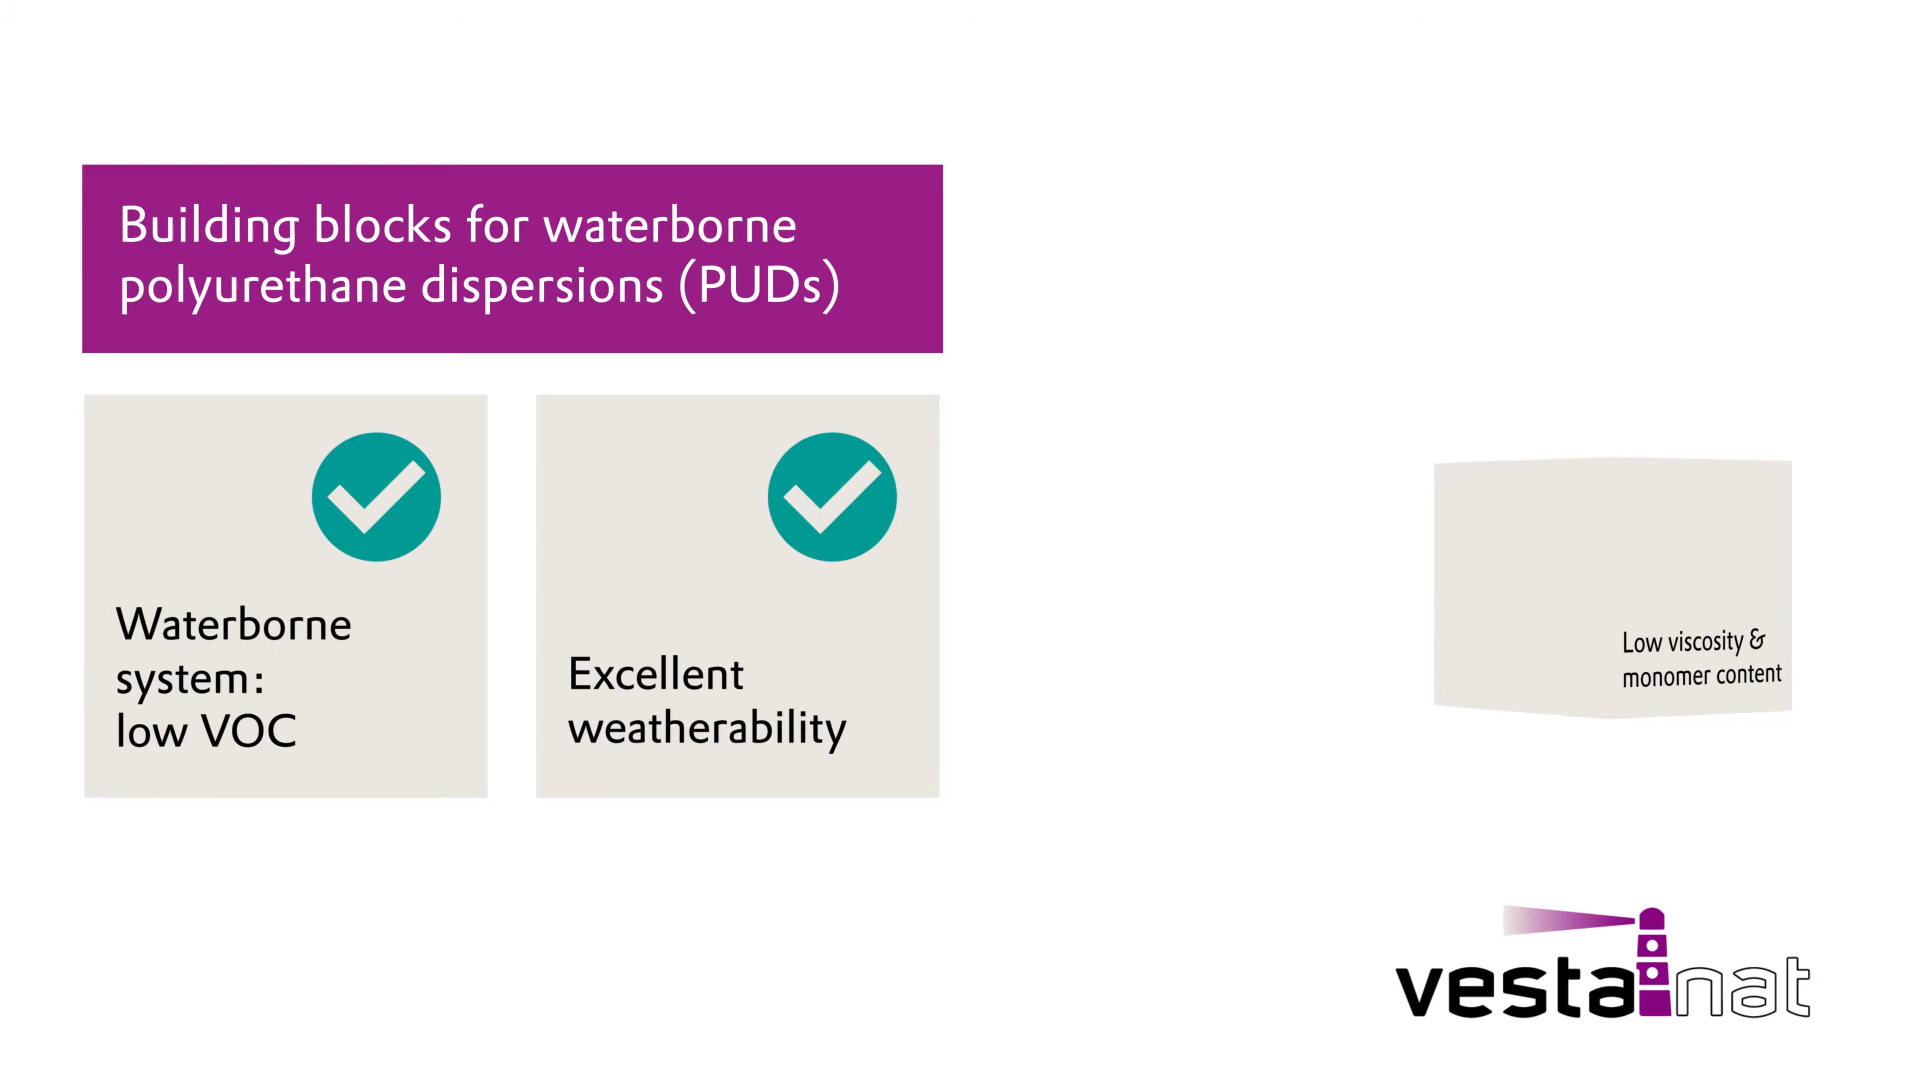 Building blocks for waterborne
polyurethane dispersions (PUDs)
Waterborne
system:
low VOC
Excellent
weatherability
Low viscosity &
monomer content
vestanat